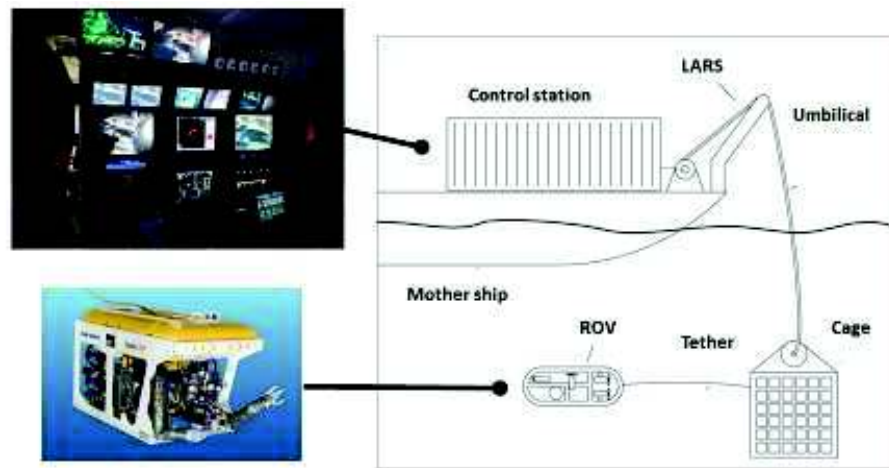 LARS
Control station
Umbilical
Mother ship
ROV
Tether
Cage